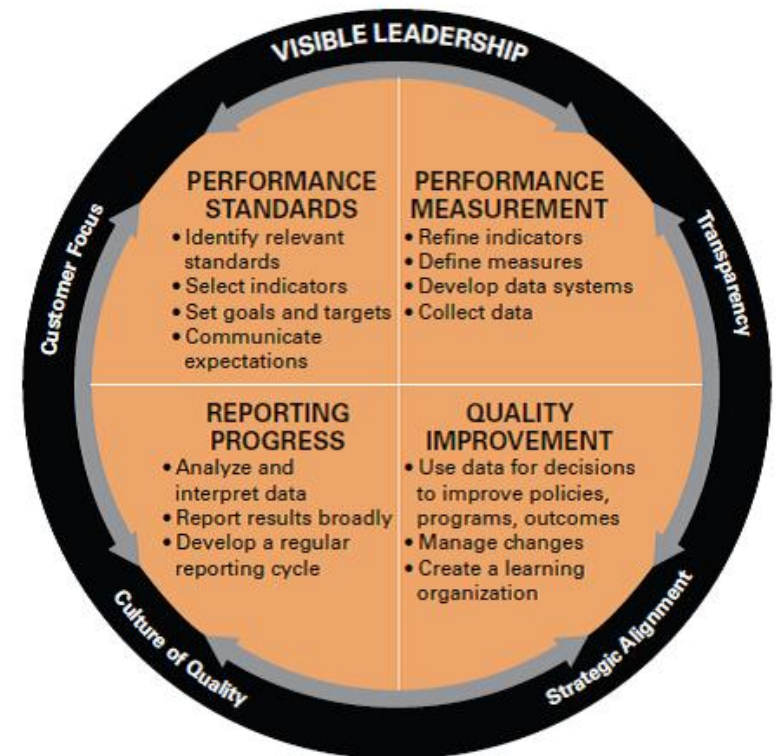 VISIBLE LEADERSHIP
Customer Focus
Transparency
PERFORMANCE
STANDARDS
• Identify relevant
standards
• Select indicators
• Set goals and targets
• Communicate
expectations
PERFORMANCE
MEASUREMENT
• Refine indicators
• Define measures
• Develop data systems
• Collect data
REPORTING
PROGRESS
• Analyze and
interpret data
• Report results broadly
• Develop a regular
reporting cycle
QUALITY
IMPROVEMENT
• Use data for decisions
to improve policies,
programs, outcomes
• Manage changes
• Create a learning
organization
Culture of Quality
Strategic Alignment